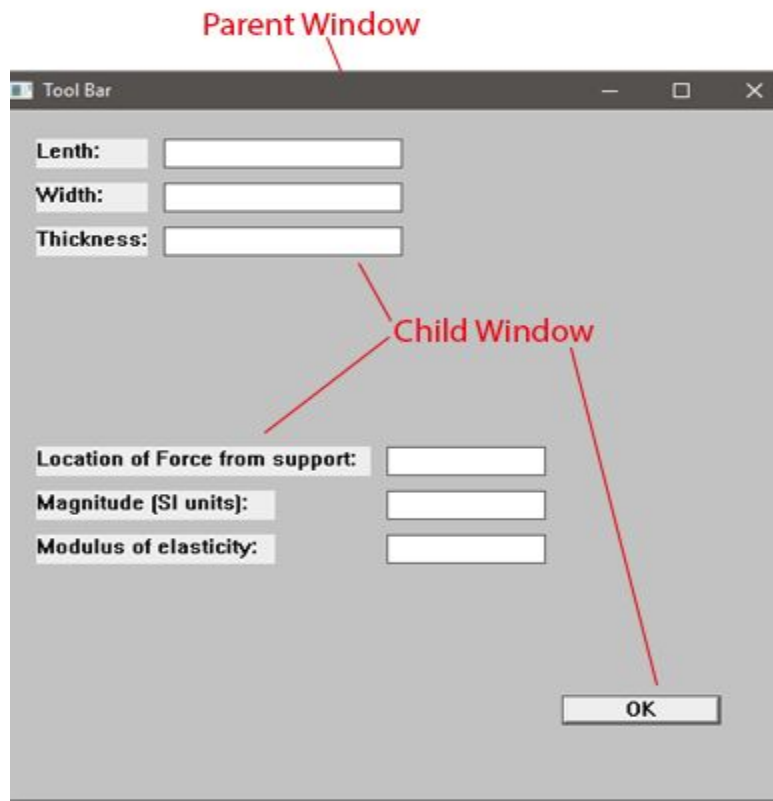 Parent Window
Tool Bar
Lenth:
Width:
Thickness:
Child Window
Location of Force from support:
Magnitude (SI units):
Modulus of elasticity:
OK